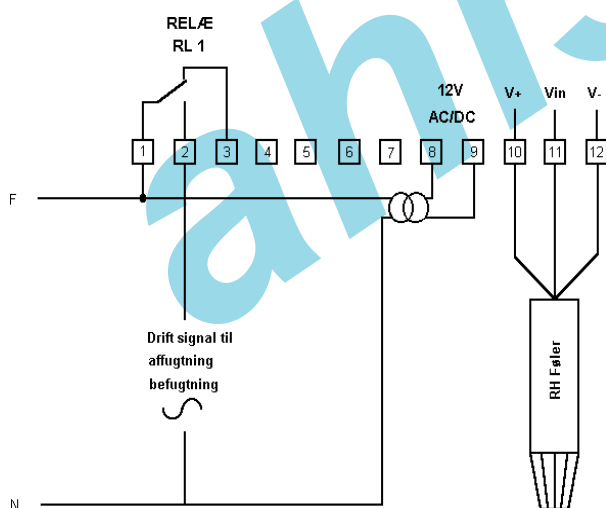 RELÆ
RL 1
12V
AC/DC
V+ Vin V-
1 2 3 4 5 6 7 8 9 10 11 12
F
Drift signal til
affugtning
befugtning
RH Føler
N
ahls